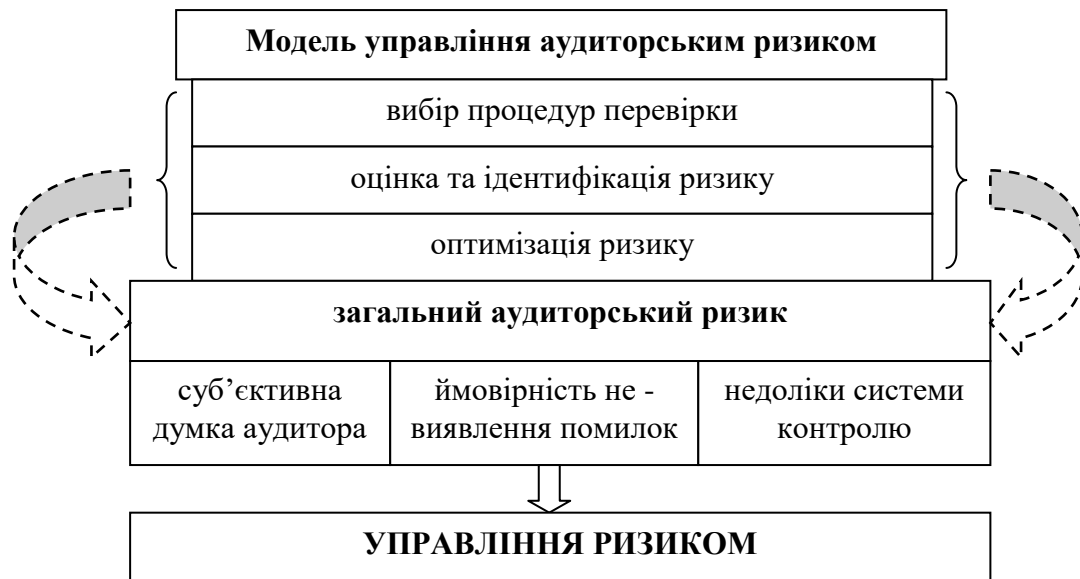 Модель управління аудиторським ризиком
вибір процедур перевірки
оцінка та ідентифікація ризику
оптимізація ризику
загальний аудиторський ризик
суб’єктивна
думка аудитора
ймовірність не -
виявлення помилок
недоліки системи
контролю
УПРАВЛІННЯ РИЗИКОМ